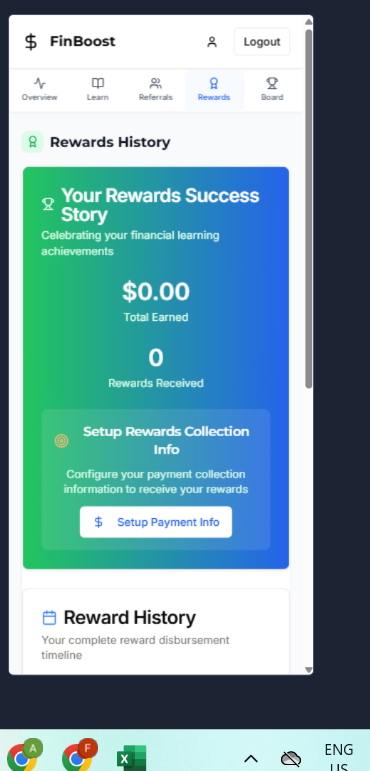 FinBoost
Logout
Overview
Learn
Referrals
Rewards
Board
Rewards History
Your Rewards Success
Story
Celebrating your financial learning
achievements
$0.00
Total Earned
0
Rewards Received
Setup Rewards Collection
Info
Configure your payment collection
information to receive your rewards
Setup Payment Info
Reward History
Your complete reward disbursement
timeline
A
F
X
ENG
US